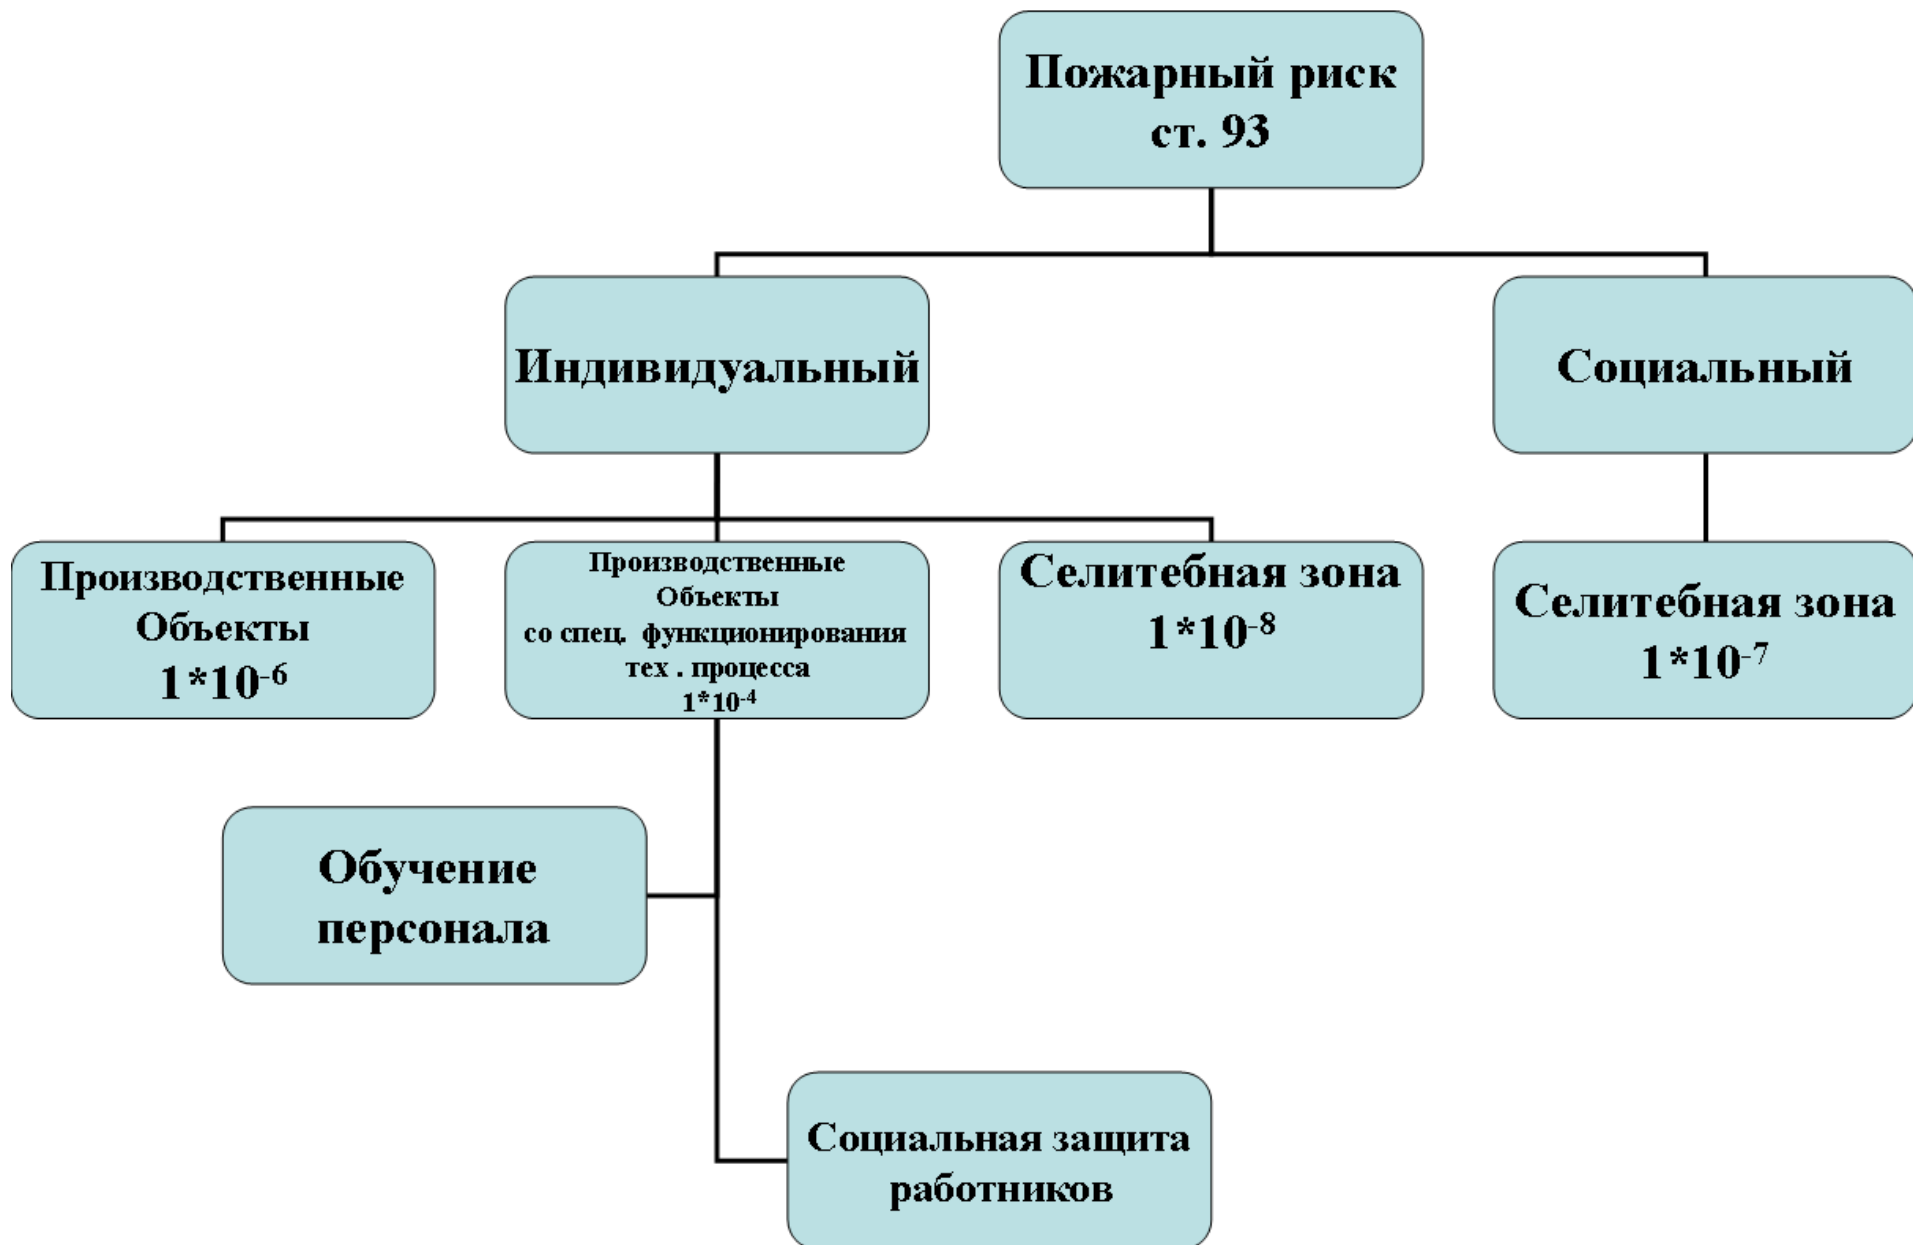 Пожарный риск
ст. 93
Индивидуальный
Социальный
Производственные
Объекты
1*10⁻⁶
Производственные
Объекты
со спец. функционирования
тех . процесса
1*10⁻⁴
Селитебная зона
1*10⁻⁸
Селитебная зона
1*10⁻⁷
Обучение
персонала
Социальная защита
работников